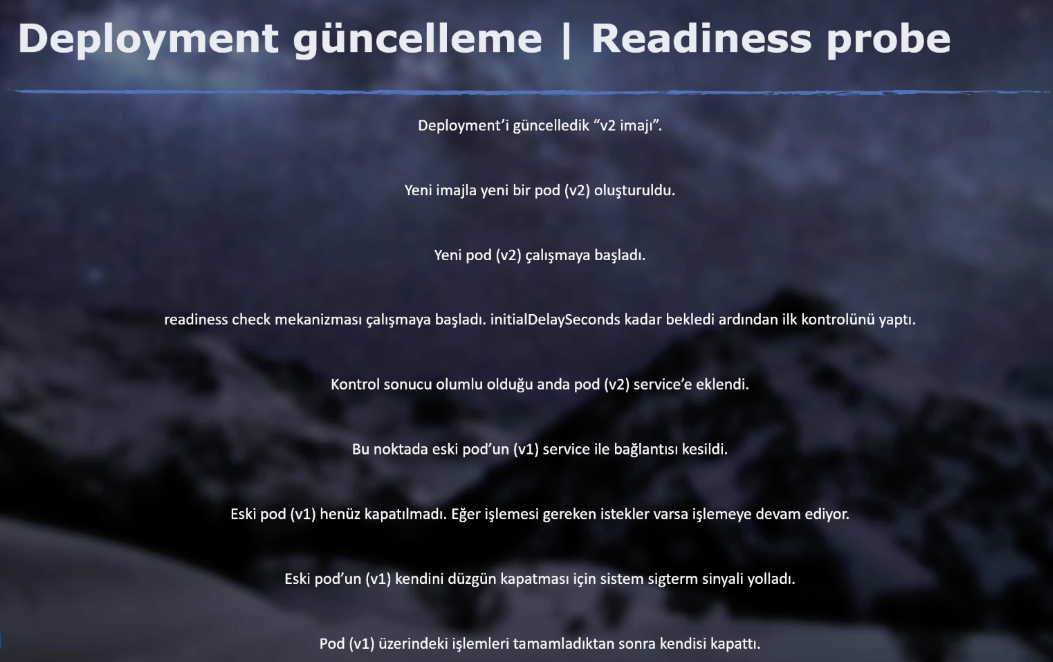 Deployment güncelleme | Readiness probe
Deployment’i güncelledik “v2 imajı”.
Yeni imajla yeni bir pod (v2) oluşturuldu.
Yeni pod (v2) çalışmaya başladı.
readiness check mekanizması çalışmaya başladı. initialDelaySeconds kadar bekledi ardından ilk kontrolünü yaptı.
Kontrol sonucu olumlu olduğu anda pod (v2) service’e eklendi.
Bu noktada eski pod’un (v1) service ile bağlantısı kesildi.
Eski pod (v1) henüz kapatılmadı. Eğer işlemesi gereken istekler varsa işlemeye devam ediyor.
Eski pod’un (v1) kendini düzgün kapatması için sistem sigterm sinyali yolladı.
Pod (v1) üzerindeki işlemleri tamamladıktan sonra kendisi kapattı.